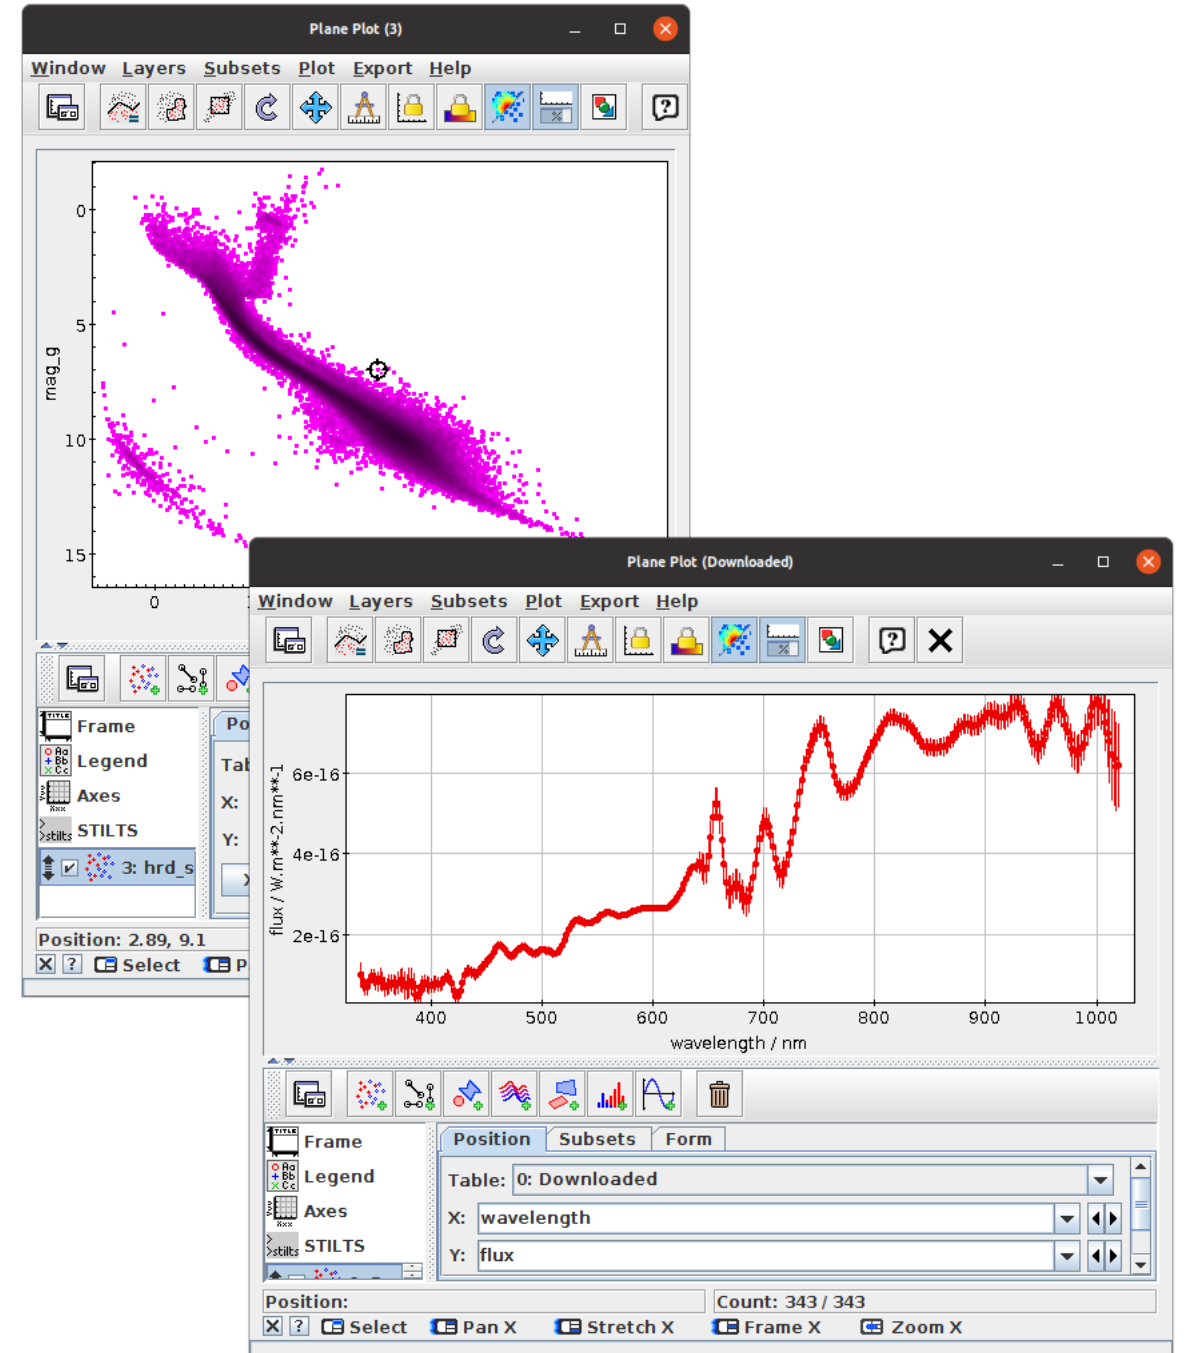 Plane Plot (3)
Window Layers Subsets Plot Export Help
0
5
10
15
mag_g
0
Frame
Legend
Axes
STILTS
3: hrd_s
Po
X:
Y:
Position: 2.89, 9.1
Select
P
Plane Plot (Downloaded)
Window Layers Subsets Plot Export Help
6e-16
4e-16
2e-16
flux / W.m**-2.nm**-1
400 500 600 700 800 900 1000
wavelength / nm
Frame
Legend
Axes
STILTS
Position Subsets Form
Table: 0: Downloaded
X: wavelength
Y: flux
Position:
Count: 343 / 343
Select Pan X Stretch X Frame X Zoom X